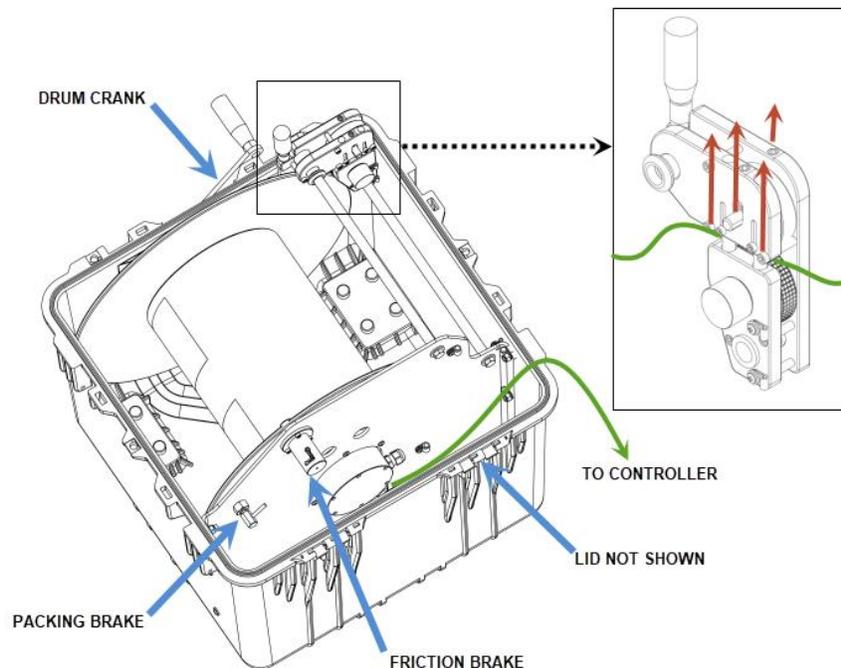 DRUM CRANK
TO CONTROLLER
LID NOT SHOWN
PACKING BRAKE
FRICTION BRAKE